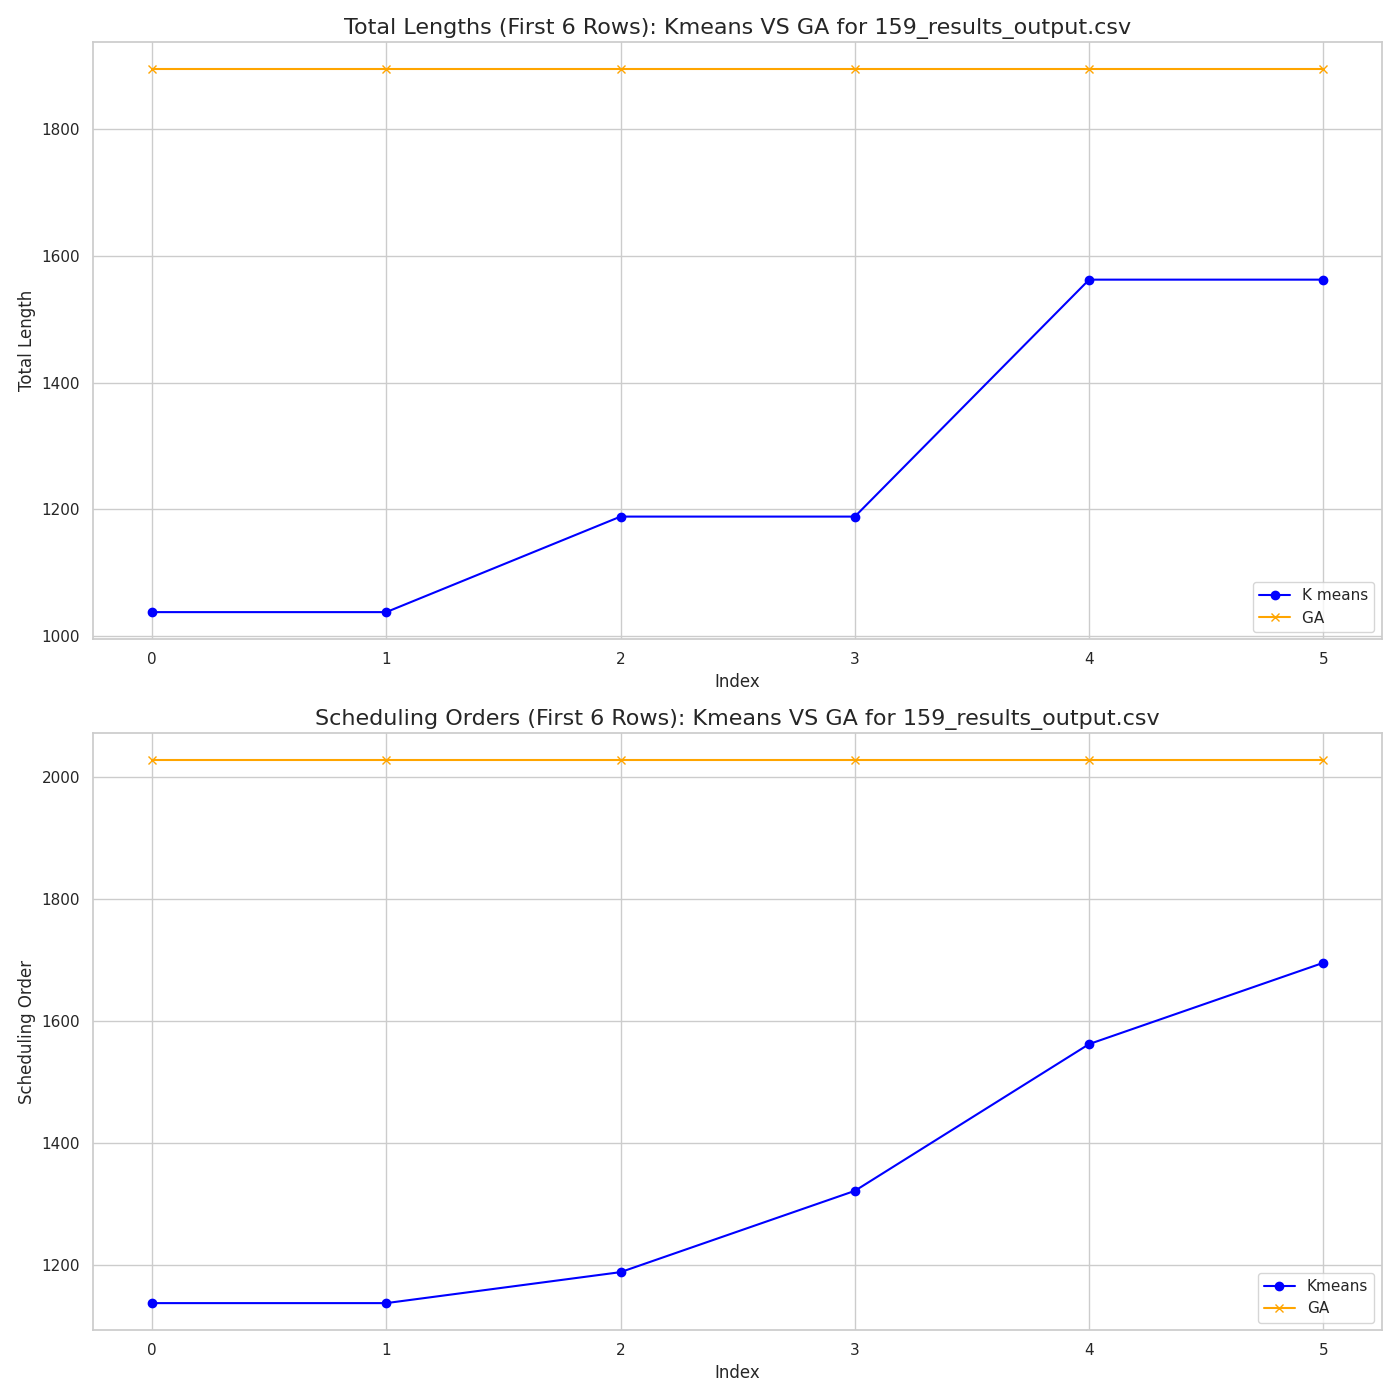 Total Lengths (First 6 Rows): Kmeans VS GA for 159_results_output.csv
Total Length
1800
1600
1400
1200
1000
K means
GA
0 1 2 3 4 5
Index
Scheduling Orders (First 6 Rows): Kmeans VS GA for 159_results_output.csv
Scheduling Order
2000
1800
1600
1400
1200
Kmeans
GA
0 1 2 3 4 5
Index